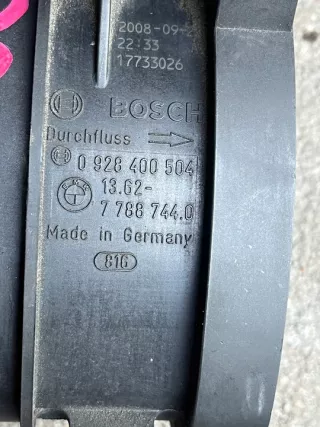 2008-09-
22:33
17733026
BOSCH
Durchfluss
0 928 400 504
BMW
13.62-
7 788 744.0
Made in Germany
816